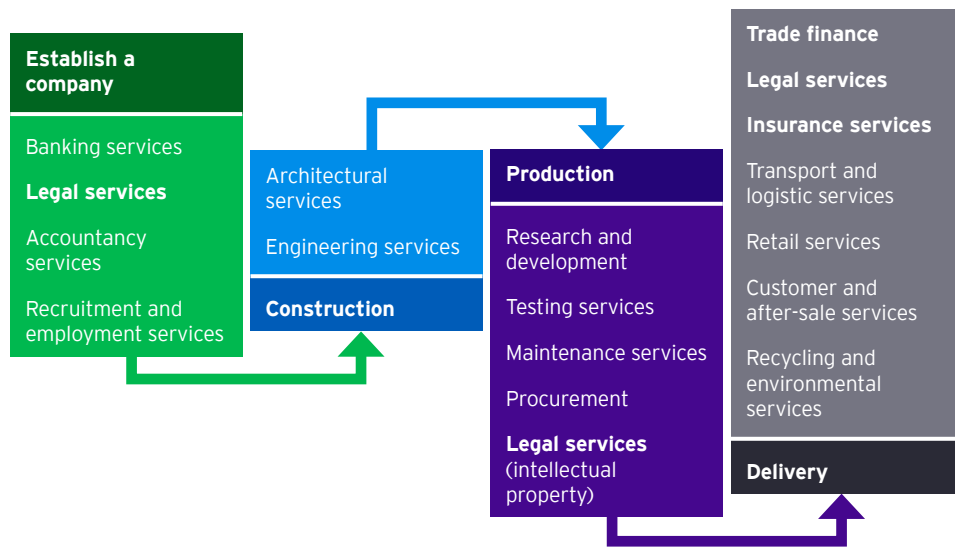 Establish a
company
Banking services
Legal services
Accountancy
services
Recruitment and
employment services
Architectural
services
Engineering services
Construction
Production
Research and
development
Testing services
Maintenance services
Procurement
Legal services
(intellectual
property)
Trade finance
Legal services
Insurance services
Transport and
logistic services
Retail services
Customer and
after-sale services
Recycling and
environmental
services
Delivery